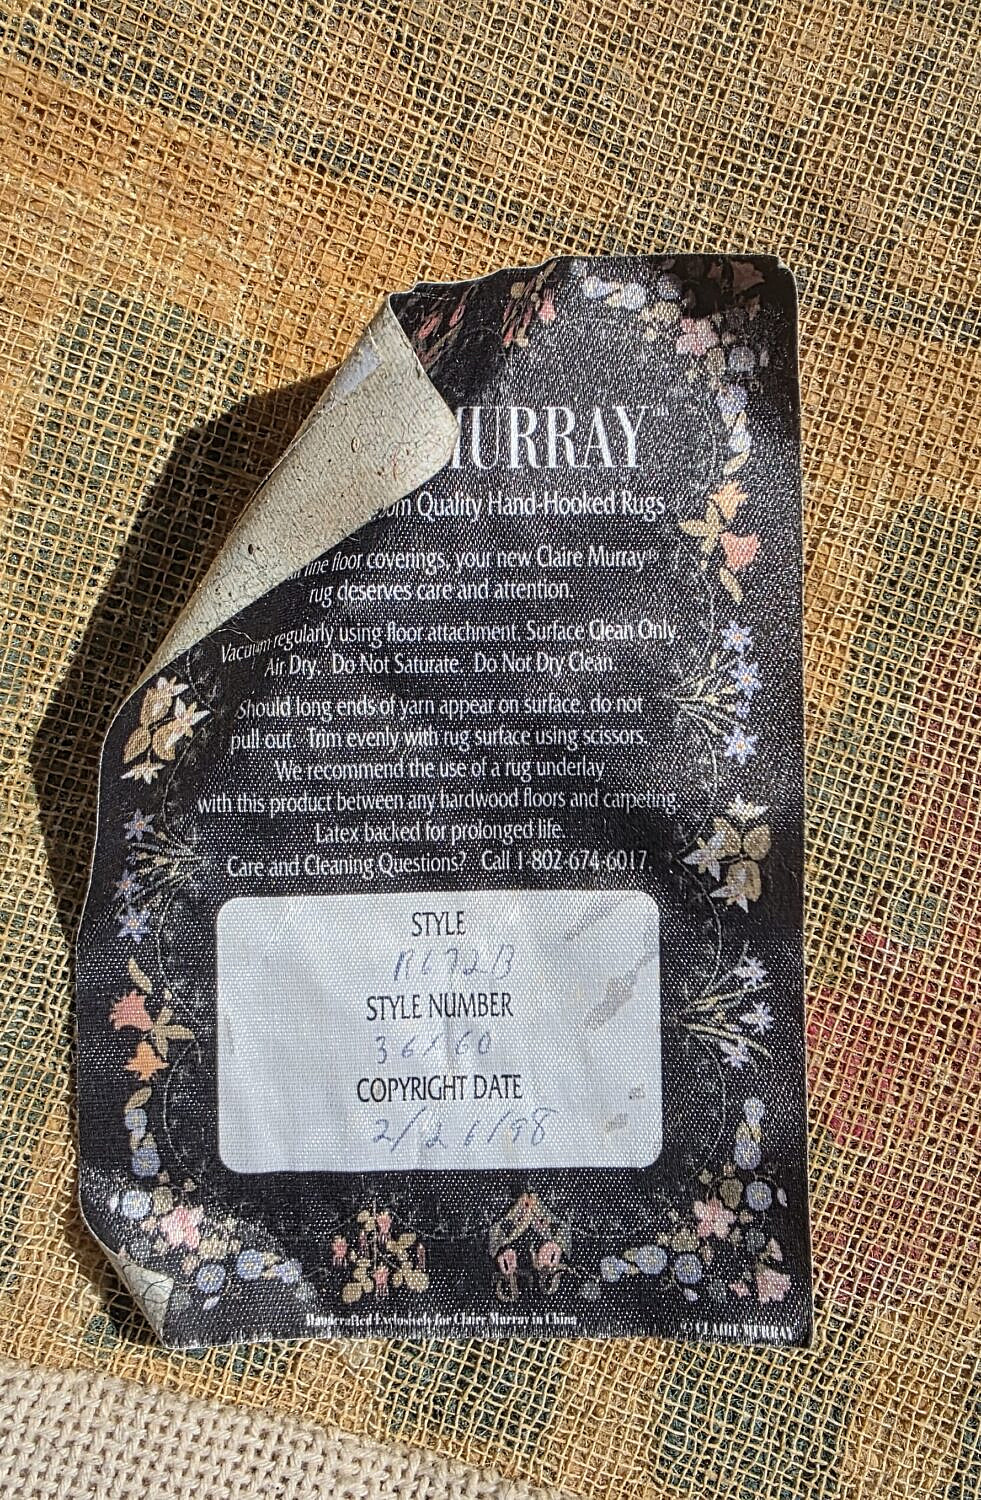 MURRAY™
Quality Hand-Hooked Rugs
fine floor coverings, your new Claire Murray
rug deserves care and attention.
Vacuum regularly using floor attachment. Surface Clean Only.
Air Dry. Do Not Saturate. Do Not Dry Clean.
Should long ends of yarn appear on surface, do not
pull out. Trim evenly with rug surface using scissors.
We recommend the use of a rug underlay
with this product between any hardwood floors and carpeting.
Latex backed for prolonged life.
Care and Cleaning Questions? Call 1-802-674-6017
STYLE
R672B
STYLE NUMBER
COPYRIGHT DATE
Handcrafted Exclusively for Claire Murray in China
CLAIRE MURRAY